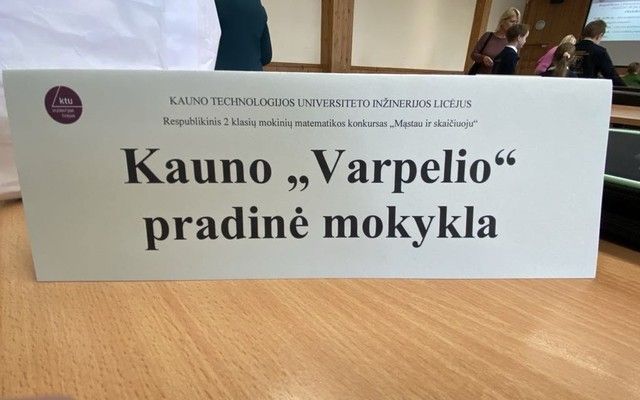 ktu
KAUNO TECHNOLOGIJOS UNIVERSITETO INŽINERIJOS LICĖJUS
Respublikinis 2 klasių mokinių matematikos konkursas „Mąstau ir skaičiuoju“
Kauno „Varpelio“
pradinė mokykla